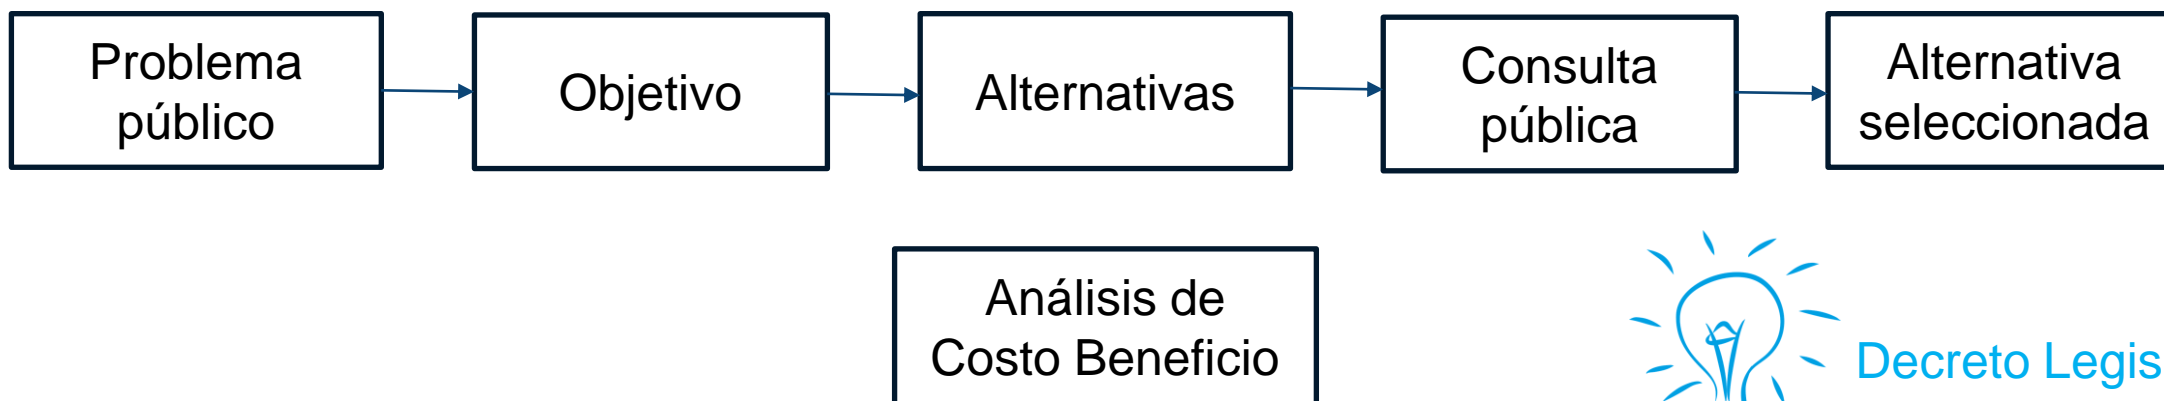 Problema
público
Objetivo
Alternativas
Consulta
pública
Alternativa
seleccionada
Análisis de
Costo Beneficio
Decreto Legis